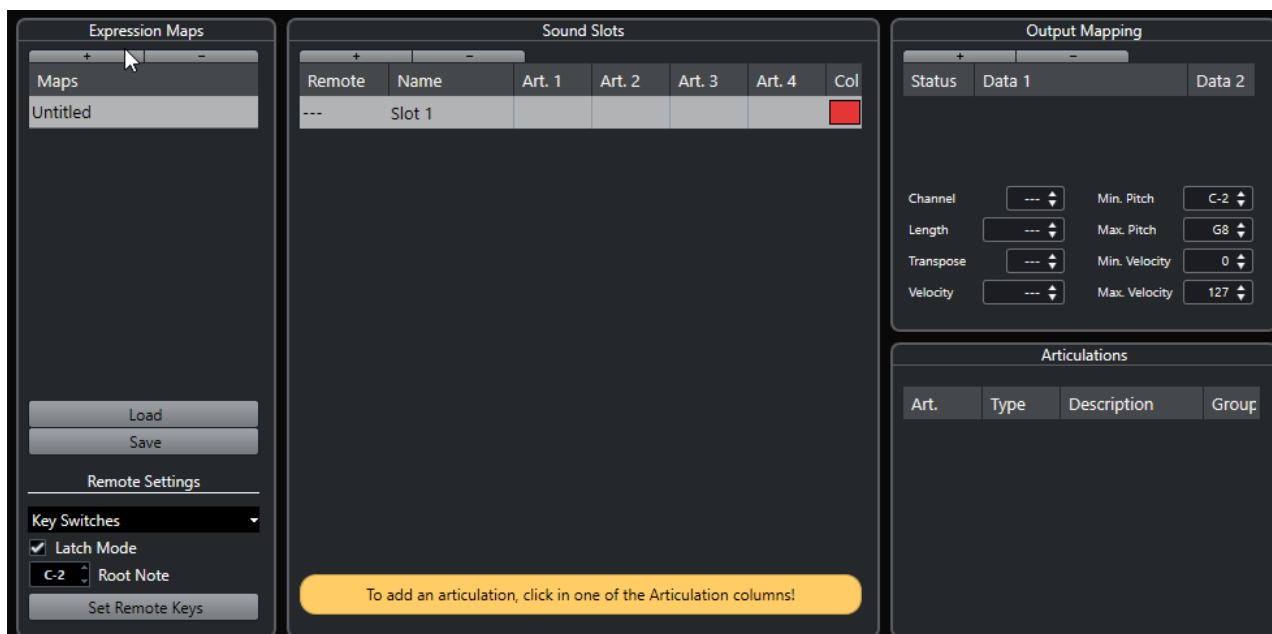 Expression Maps
+ -
Maps
Untitled
Load
Save
Remote Settings
Key Switches
Latch Mode
C-2 Root Note
Set Remote Keys
Sound Slots
+ -
Remote Name Art. 1 Art. 2 Art. 3 Art. 4 Col
--- Slot 1
To add an articulation, click in one of the Articulation columns!
Output Mapping
+ -
Status Data 1 Data 2
Channel --- Min. Pitch C-2
Length --- Max. Pitch G8
Transpose --- Min. Velocity 0
Velocity --- Max. Velocity 127
Articulations
Art. Type Description Group